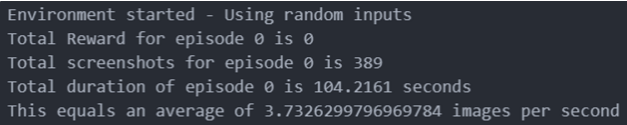 Environment started - Using random inputs
Total Reward for episode 0 is 0
Total screenshots for episode 0 is 389
Total duration of episode 0 is 104.2161 seconds
This equals an average of 3.7326299796969784 images per second